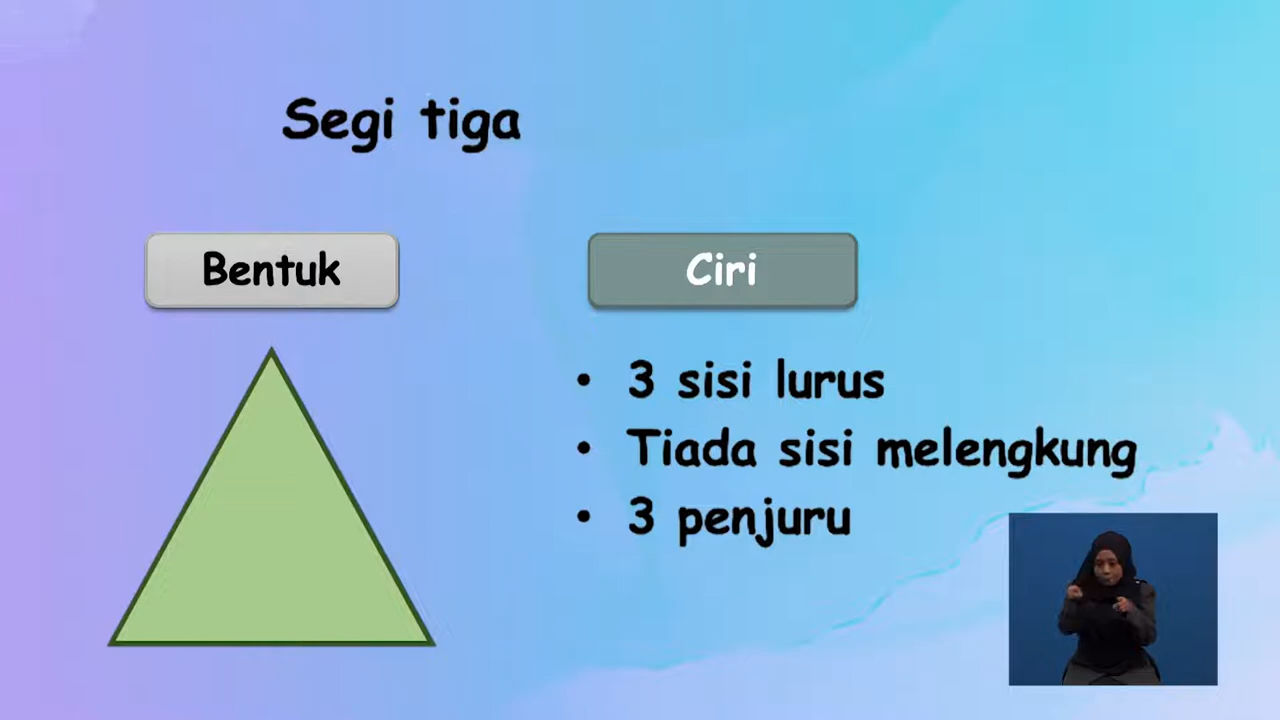 Segi tiga
Bentuk
Ciri
• 3 sisi lurus
• Tiada sisi melengkung
• 3 penjuru